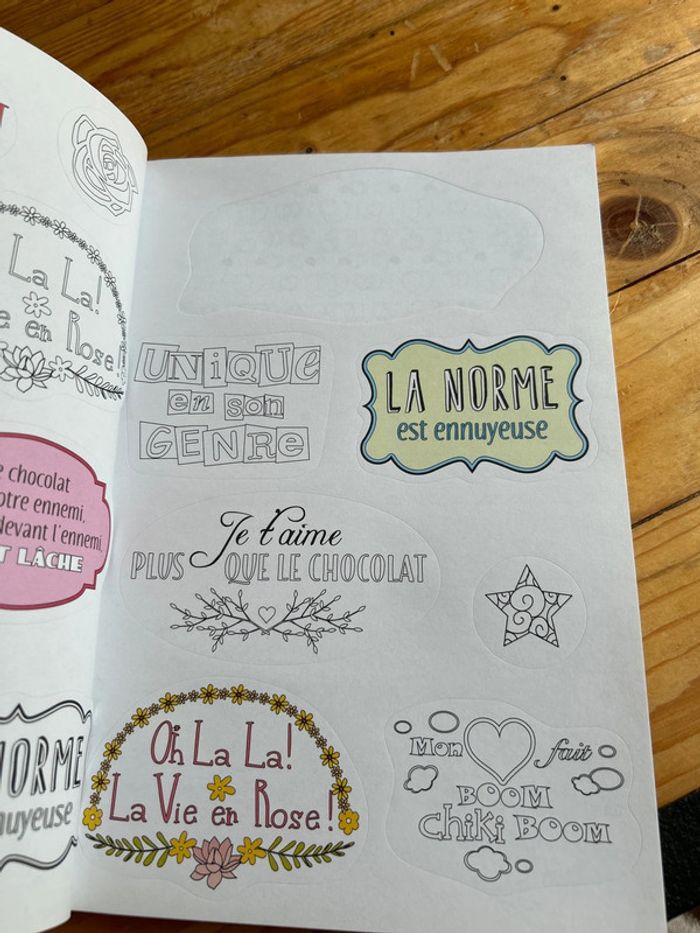 La La!
en Rose!
chocolat
otre ennemi,
devant l'ennemi,
LÂCHE
NORME
ennuyeuse
UNiQUE
en son
GENRe
LA NORME
est ennuyeuse
Je t'aime
PLUS QUE LE CHOCOLAT
Oh La La!
La Vie en Rose!
Mon fait
BOOM
Chiki BOOM